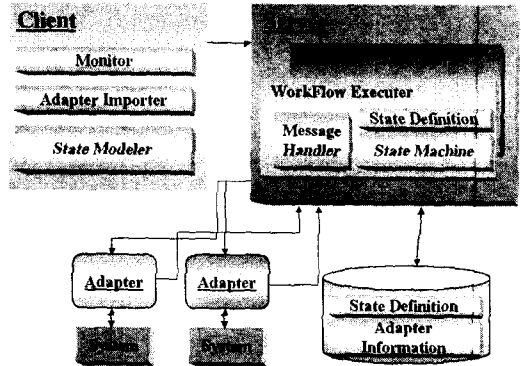 Client
Monitor
Adapter Importer
State Modeler
WorkFlow Executer
Message
Handler
State Definition
State Machine
Adapter
Adapter
System
System
State Definition
Adapter
Information